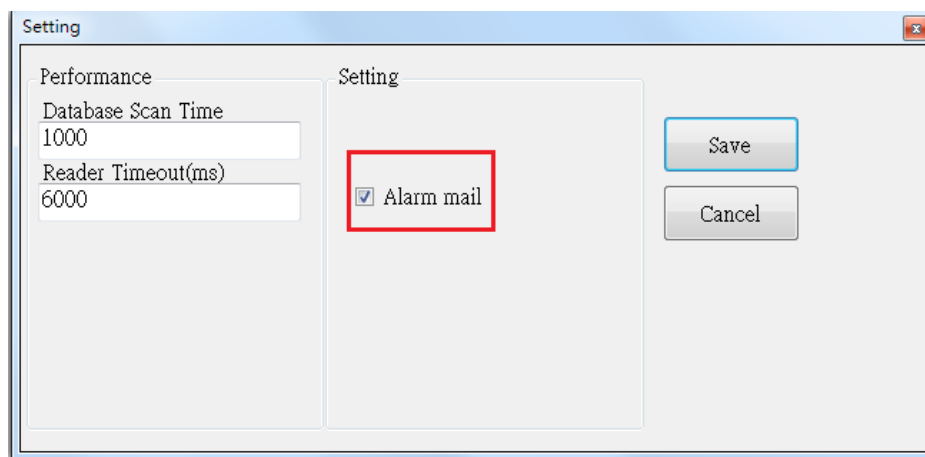 Setting
Performance
Database Scan Time
1000
Reader Timeout(ms)
6000
Setting
Alarm mail
Save
Cancel